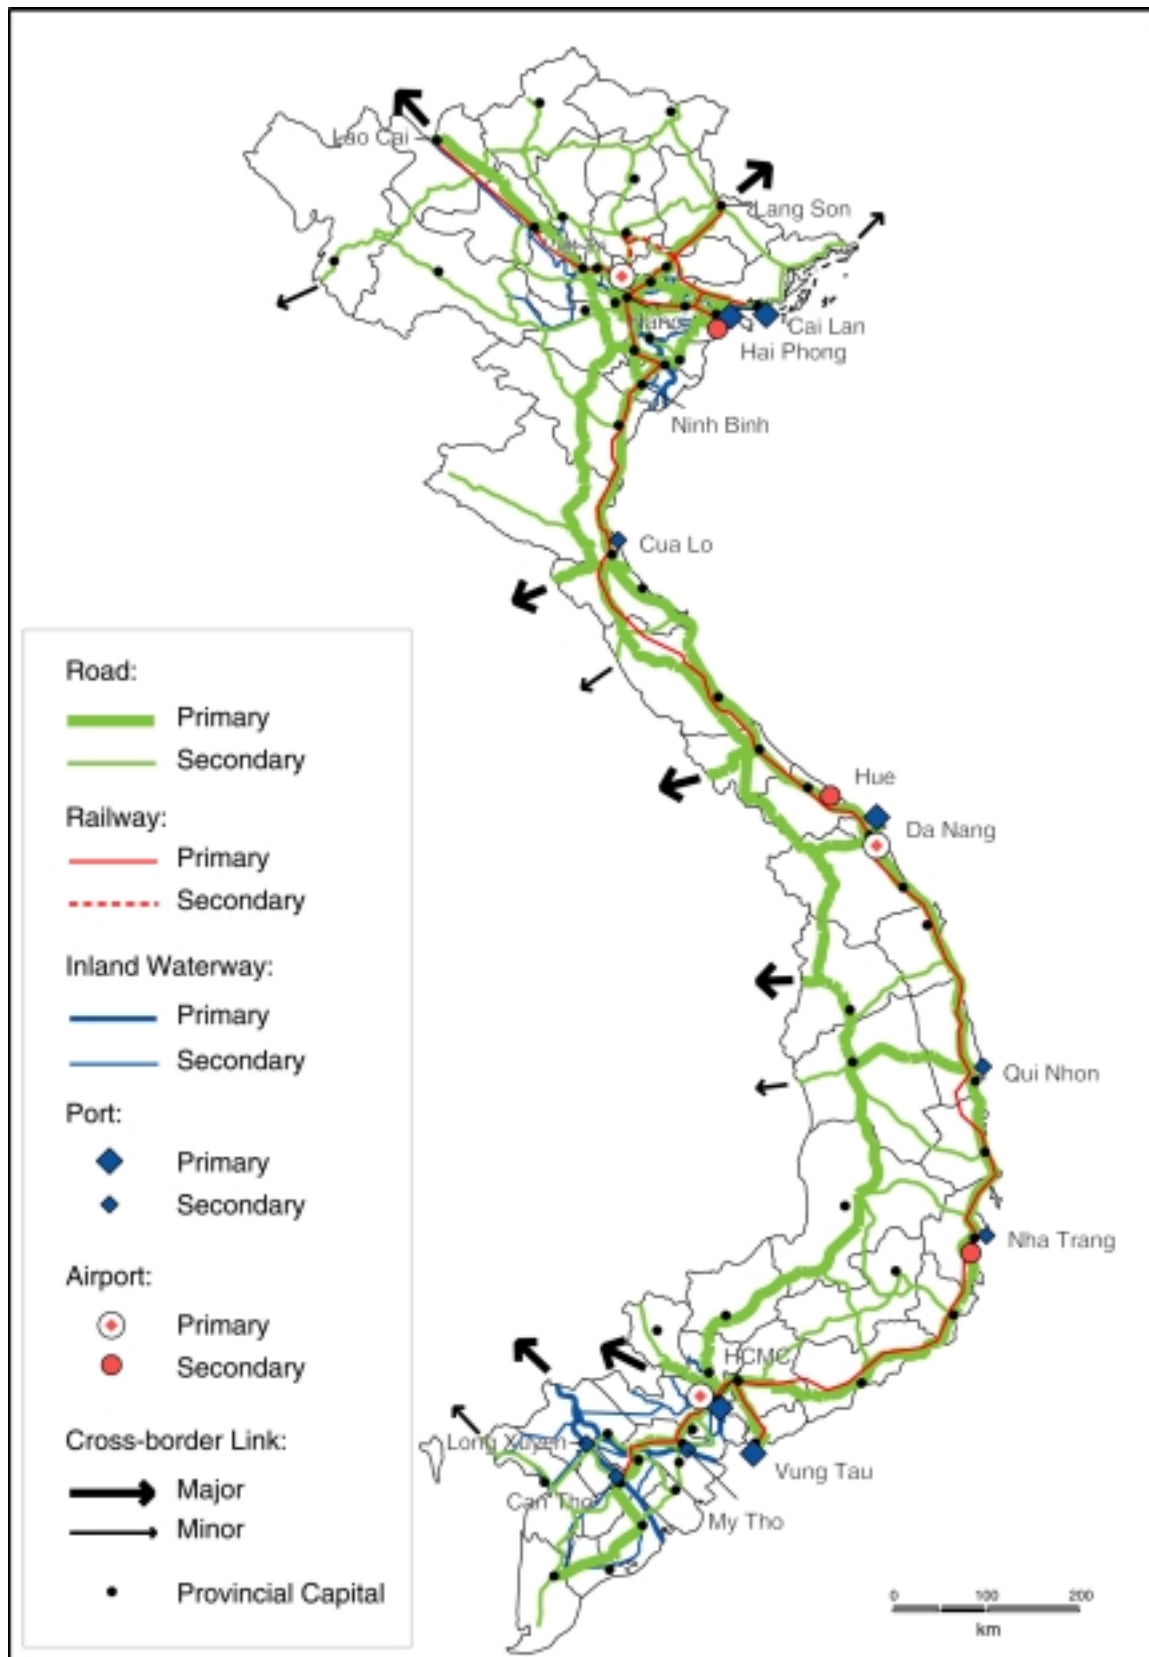 Lao Cai
Lang Son
Cai Lan
Hai Phong
Ninh Binh
Cua Lo
Road:
Primary
Secondary
Hue
Railway:
Da Nang
Primary
Secondary
Inland Waterway:
Primary
Secondary
Qui Nhon
Port:
Primary
Secondary
Nha Trang
Airport:
Primary
HCMC
Secondary
Cross-border Link:
Long Xuyen
Vung Tau
Major
Can Tho
My Tho
Minor
Provincial Capital
0 100 200
km